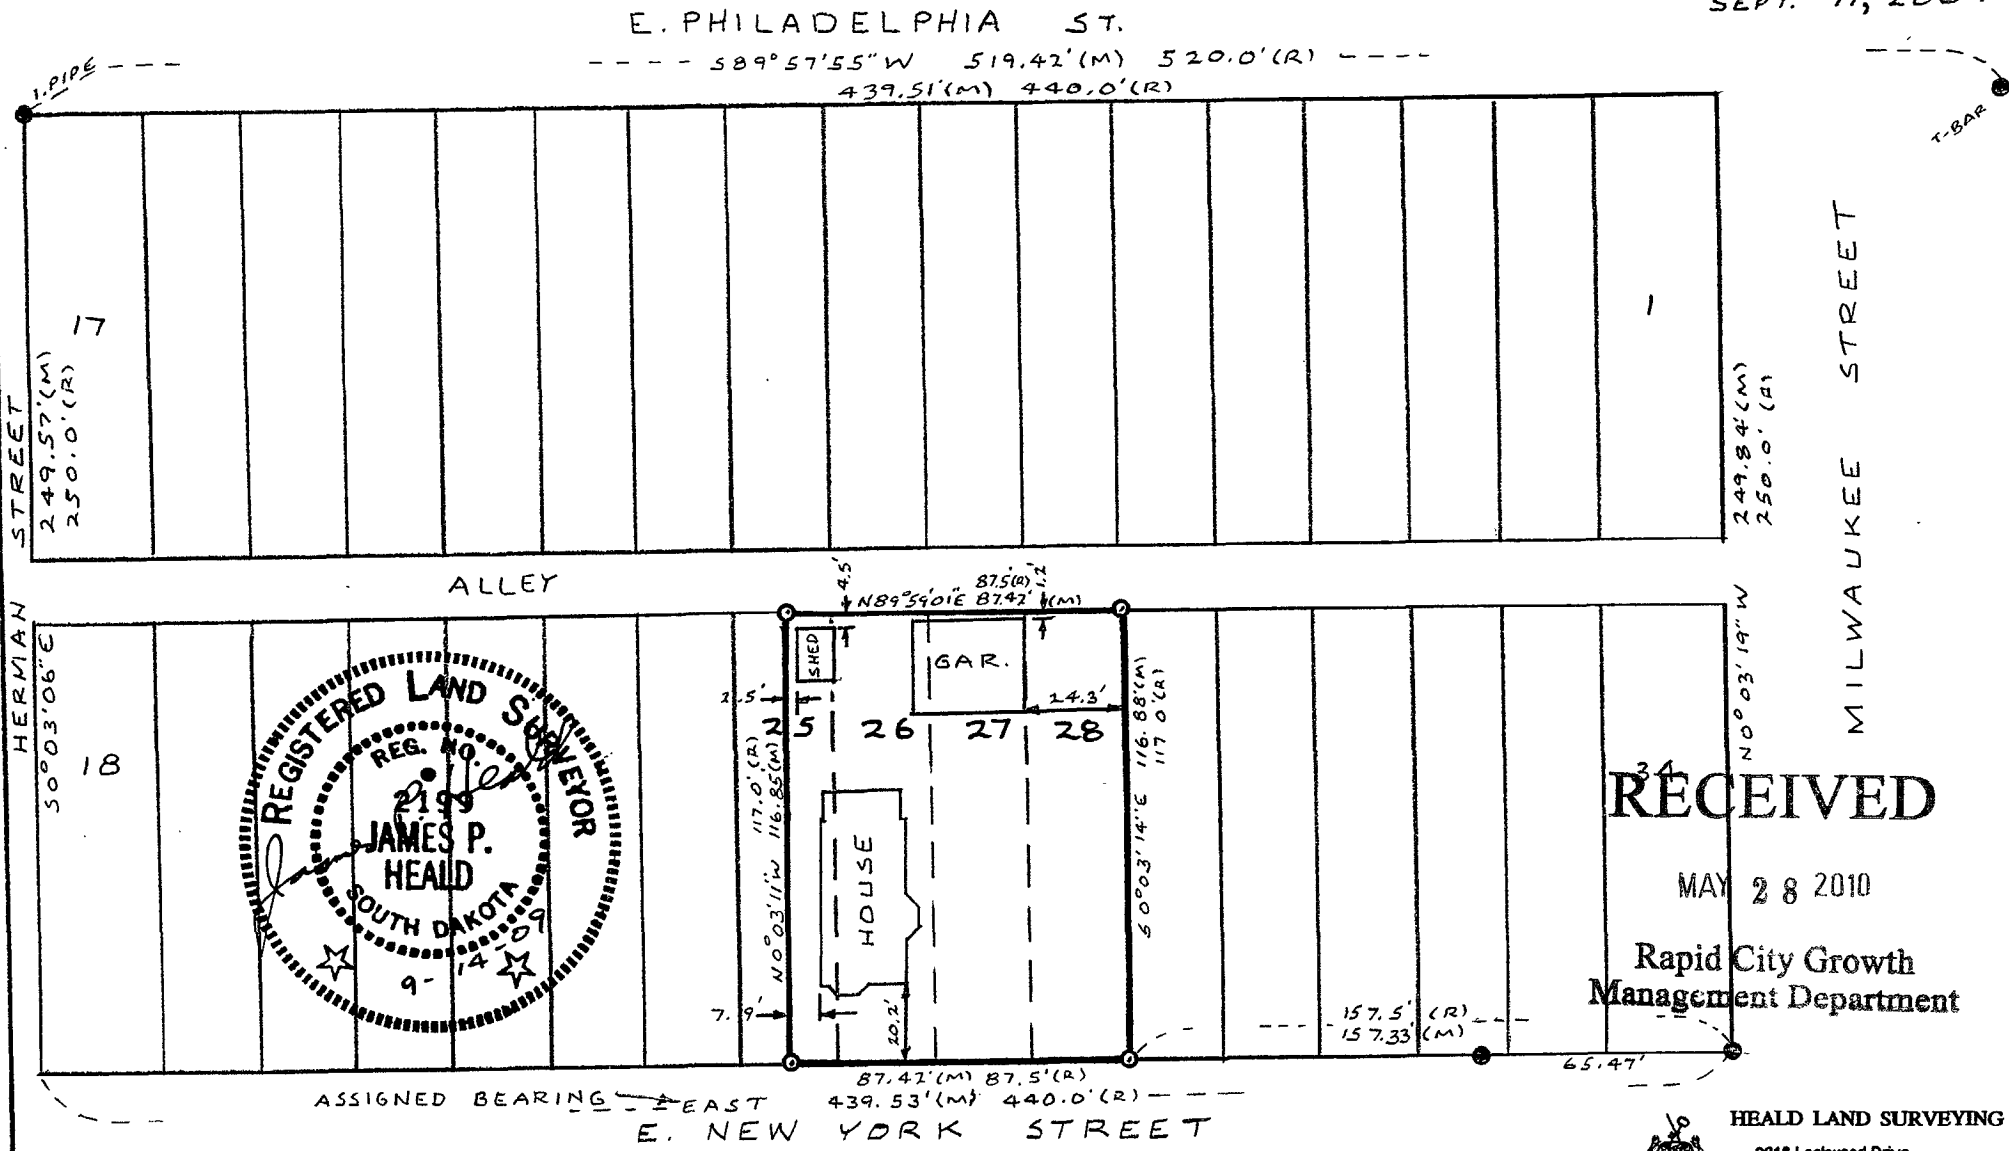 SEPT. 11, 200
E. PHILADELPHIA ST.
S89°57'55"W 519.42'(M) 520.0'(R)
439.51'(M) 440.0'(R)
I. PIPE
T-BAR
17
1
HERMAN STREET
249.57'(M)
250.0'(R)
S0°03'06"E
249.84'(M)
250.0'(R)
N0°03'19"W
MILWAUKEE STREET
ALLEY
4.5'
87.5(R)
1.2'
N89°59'01"E 87.42'(M)
SHED
GAR.
2.5'
24.3'
25 26 27 28
18
34
117.0'(R)
N0°03'11"W 116.85'(M)
S0°03'14"E 116.88'(M)
117.0'(R)
HOUSE
7.9'
20.2'
REGISTERED LAND SURVEYOR
REG. NO.
2199
JAMES P.
HEALD
SOUTH DAKOTA
9-14-09
RECEIVED
MAY 28 2010
Rapid City Growth
Management Department
157.5' (R)
157.33'(M)
65.47'
87.42'(M) 87.5'(R)
ASSIGNED BEARING EAST 439.53'(M) 440.0'(R)
E. NEW YORK STREET
HEALD LAND SURVEYING